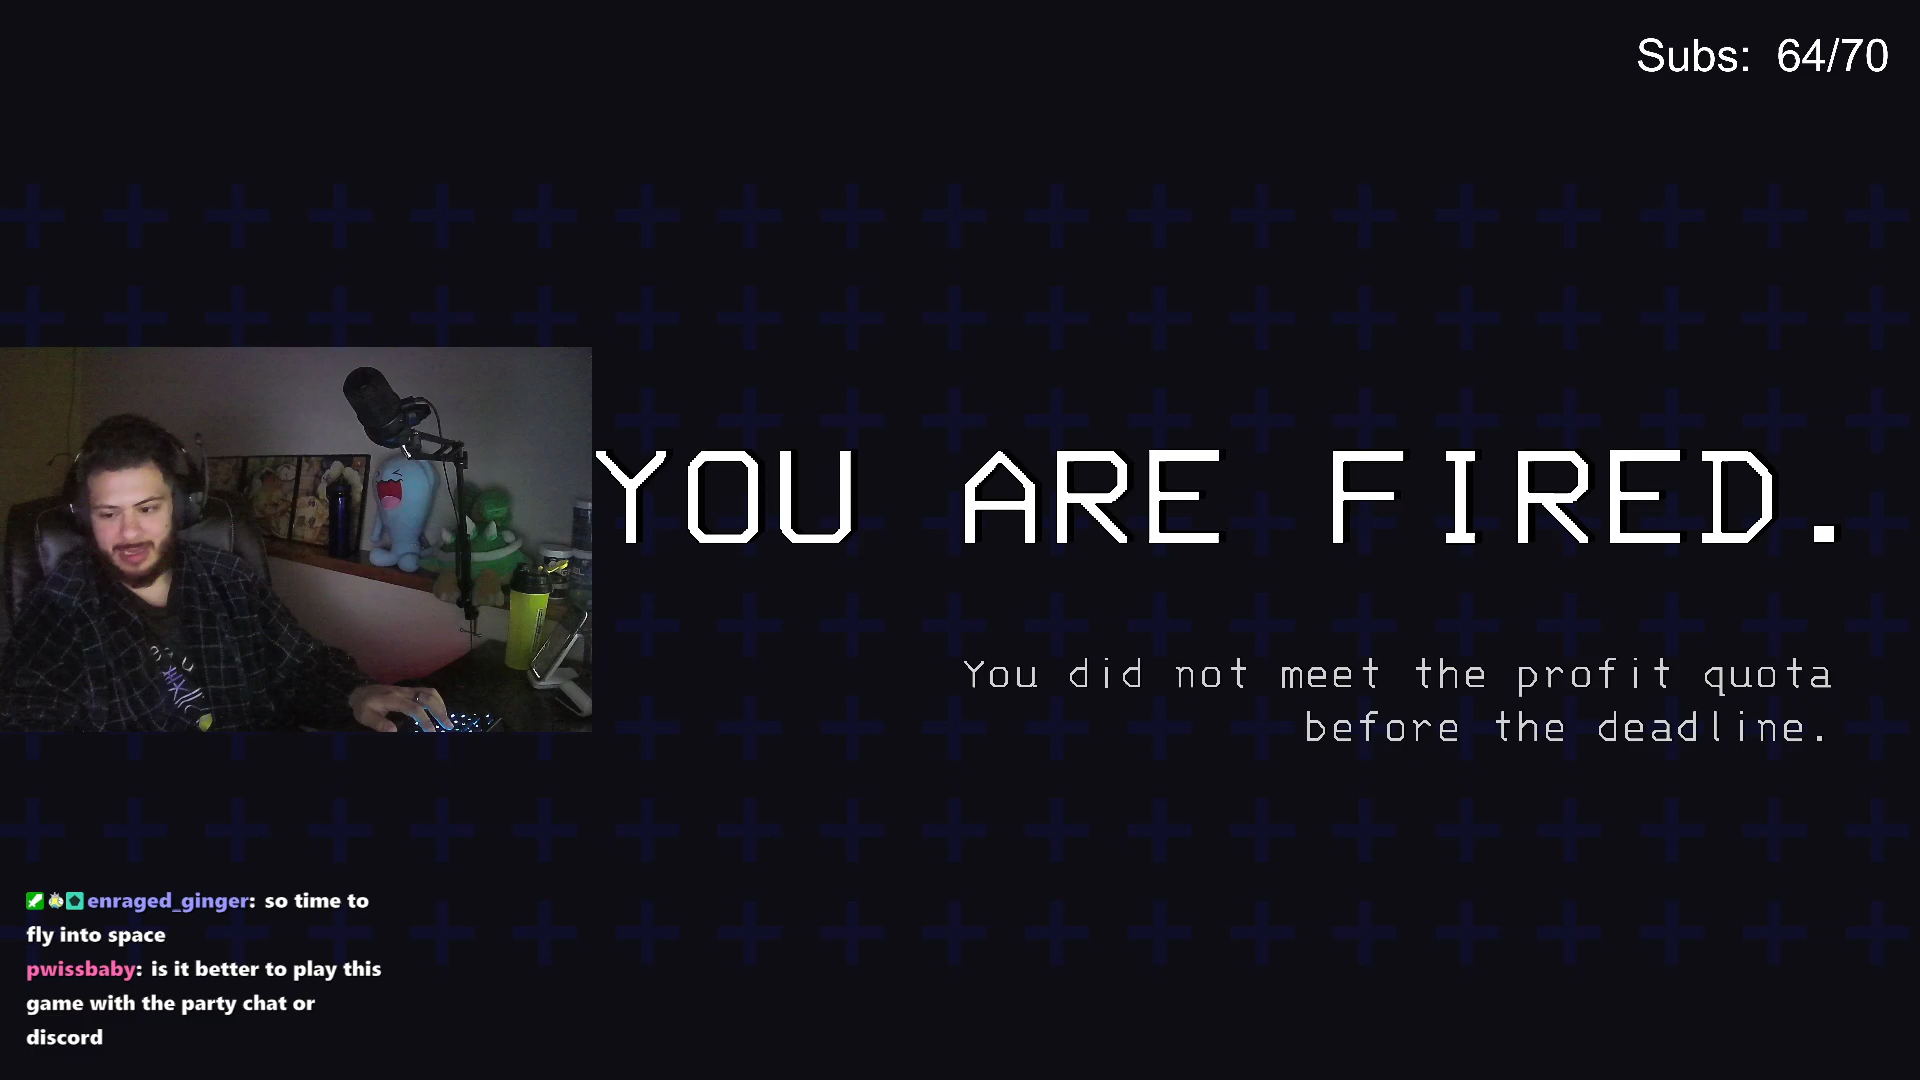 Subs: 64/70
YOU ARE FIRED.
You did not meet the profit quota
before the deadline.
enraged_ginger: so time to
fly into space
pwissbaby: is it better to play this
game with the party chat or
discord